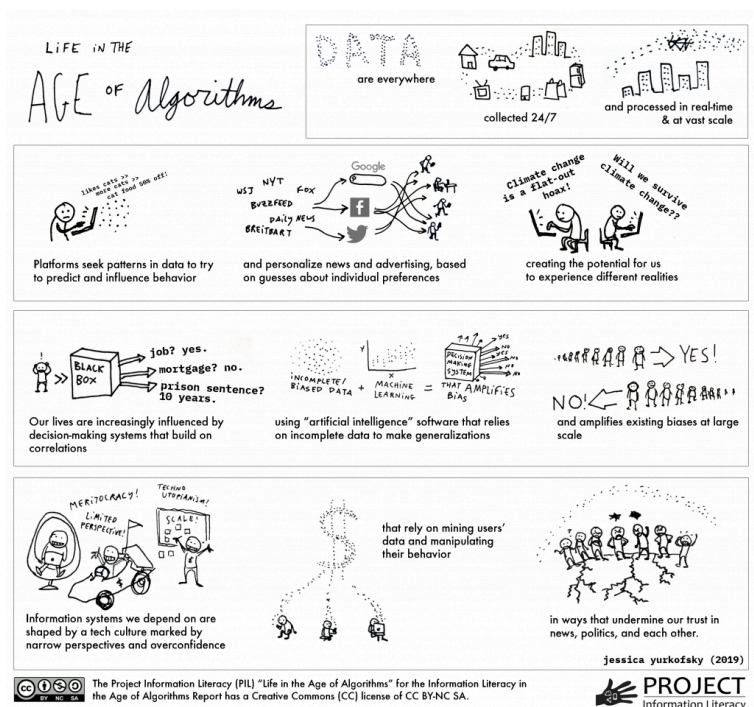 LIFE IN THE
AGE OF Algorithms
DATA
are everywhere
collected 24/7
and processed in real-time
& at vast scale
likes cats >>
more cats >>
cat food 50% off!
Platforms seek patterns in data to try
to predict and influence behavior
WSJ NYT FOX
BUZZFEED
DAILY NEWS
BREITBART
Google
and personalize news and advertising, based
on guesses about individual preferences
Climate change
is a flat-out
hoax!
Will we survive
climate change??
creating the potential for us
to experience different realities
!
>>
BLACK
BOX
job? yes.
mortgage? no.
prison sentence?
10 years.
Our lives are increasingly influenced by
decision-making systems that build on
correlations
INCOMPLETE/
BIASED DATA
+
Y
X
MACHINE
LEARNING
=
DECISION
MAKING
SYSTEM
YES
NO
YES
NO
NO
NO
THAT AMPLIFIES
BIAS
using "artificial intelligence" software that relies
on incomplete data to make generalizations
YES!
NO!
and amplifies existing biases at large
scale
MERITOCRACY!
LIMITED
PERSPECTIVE!
TECHNO
UTOPIANISM!
SCALE!
Information systems we depend on are
shaped by a tech culture marked by
narrow perspectives and overconfidence
$
that rely on mining users'
data and manipulating
their behavior
in ways that undermine our trust in
news, politics, and each other.
jessica yurkofsky (2019)
CC BY NC SA
The Project Information Literacy (PIL) "Life in the Age of Algorithms" for the Information Literacy in
the Age of Algorithms Report has a Creative Commons (CC) license of CC BY-NC SA.
PROJECT
Information Literacy